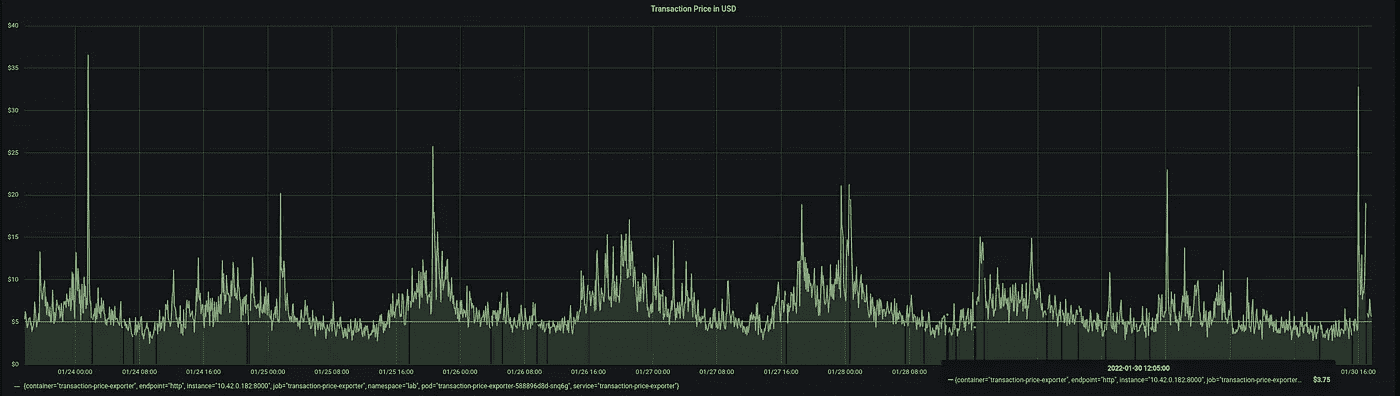 Transaction Price in USD
$40
$35
$30
$25
$20
$15
$10
$5
$0
01/24 00:00 01/24 08:00 01/24 16:00 01/25 00:00 01/25 08:00 01/25 16:00 01/26 00:00 01/26 08:00 01/26 16:00 01/27 00:00 01/27 08:00 01/27 16:00 01/28 00:00 01/28 08:00 01/30 16:00
{container="transaction-price-exporter", endpoint="http", instance="10.42.0.182:8000", job="transaction-price-exporter", namespace="lab", pod="transaction-price-exporter-588896d8d-snq6g", service="transaction-price-exporter"}
2022-01-30 12:05:00
{container="transaction-price-exporter", endpoint="http", instance="10.42.0.182:8000", job="transaction-price-exporter... $3.75